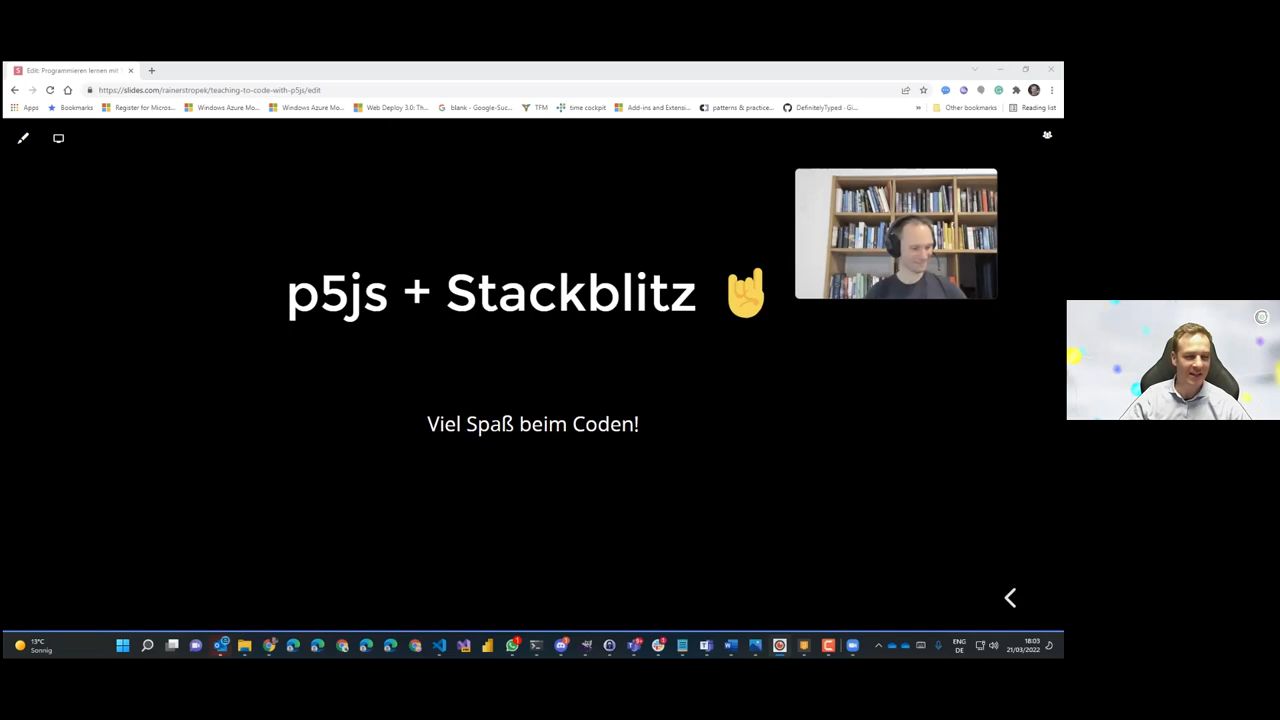 Edit: Programmieren lernen mit
https://slides.com/rainerstropek/teaching-to-code-with-p5js/edit
Apps
Bookmarks
Register for Micros...
Windows Azure Mo...
Windows Azure Mo...
Web Deploy 3.0: Th...
blank - Google-Suc...
TFM
time cockpit
Add-ins and Extensi...
patterns & practice...
DefinitelyTyped · Gi...
»
Other bookmarks
Reading list
p5js + Stackblitz 🤘
Viel Spaß beim Coden!
13°C
Sonnig
ENG
DE
18:03
21/03/2022